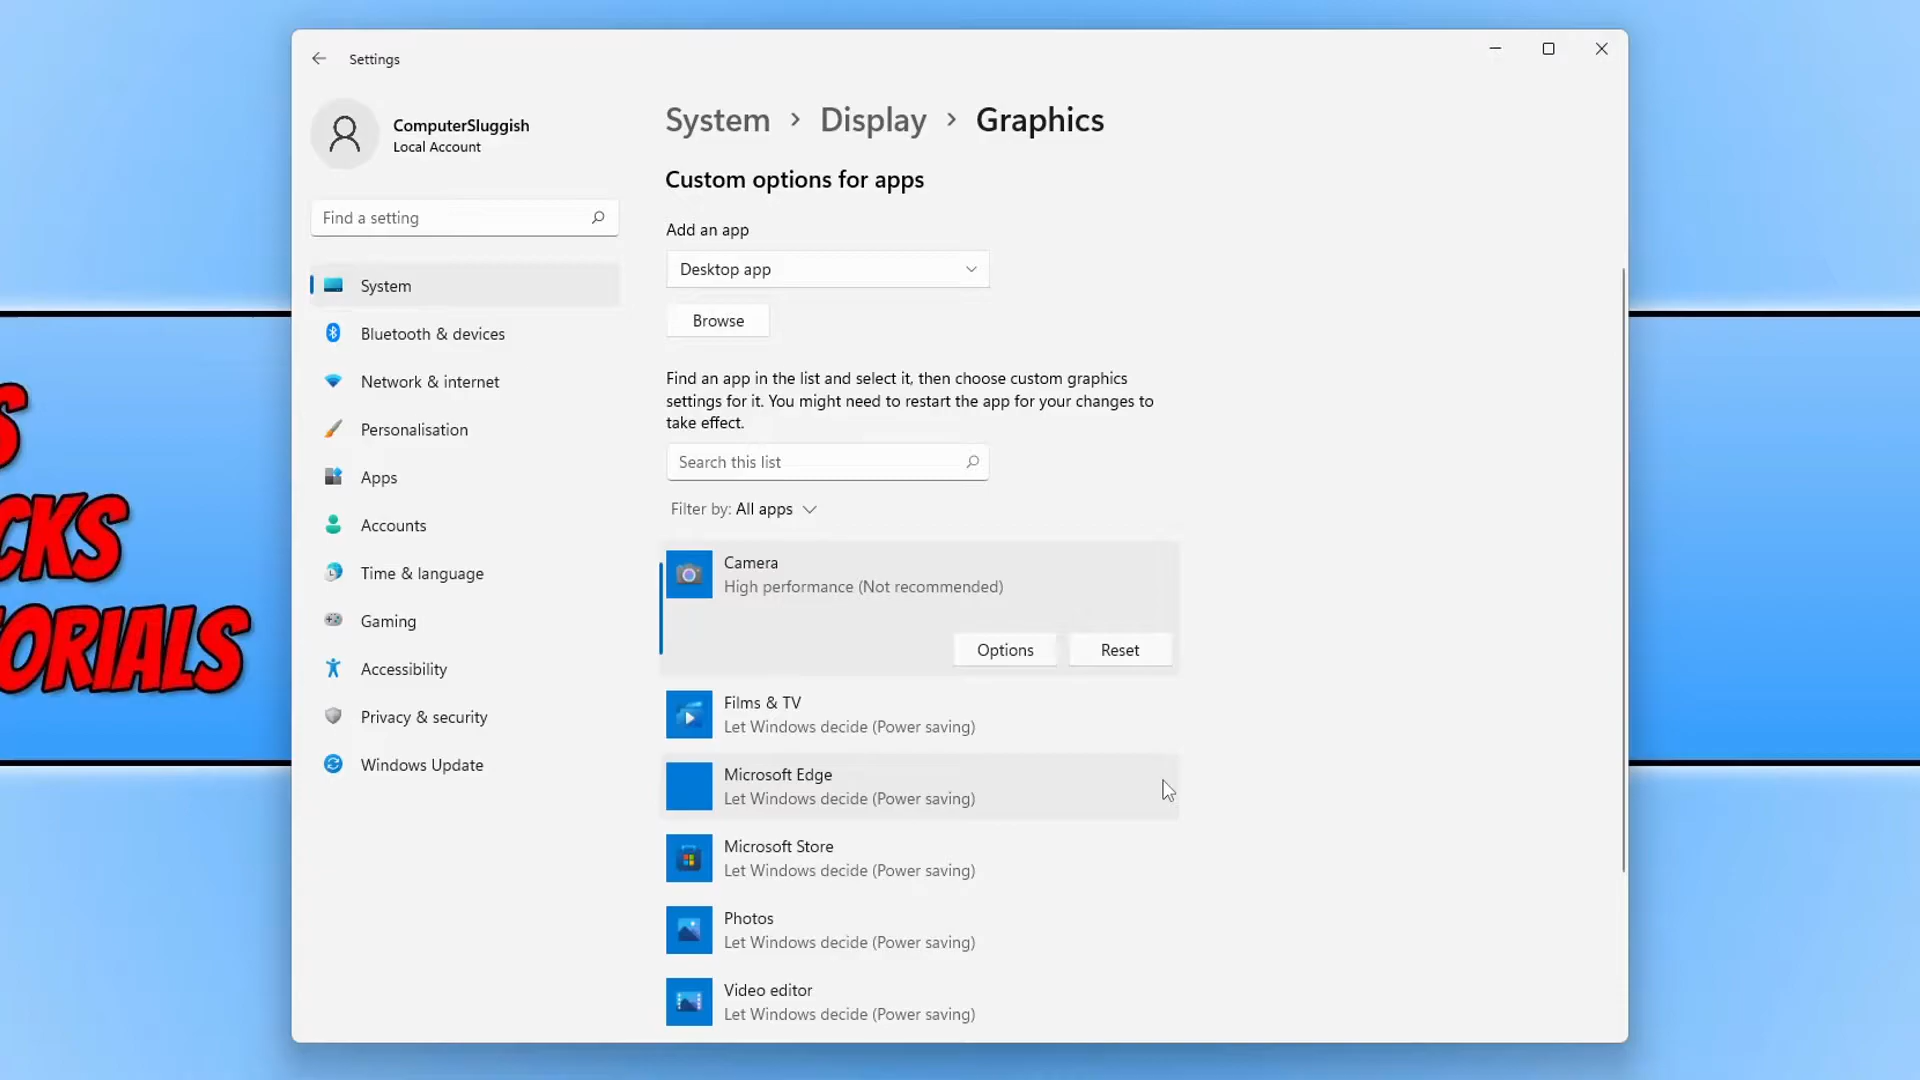 Settings
ComputerSluggish
Local Account
Find a setting
System
Bluetooth & devices
Network & internet
Personalisation
Apps
Accounts
Time & language
Gaming
Accessibility
Privacy & security
Windows Update
System > Display > Graphics
Custom options for apps
Add an app
Desktop app
Browse
Find an app in the list and select it, then choose custom graphics
settings for it. You might need to restart the app for your changes to
take effect.
Search this list
Filter by: All apps
Camera
High performance (Not recommended)
Options Reset
Films & TV
Let Windows decide (Power saving)
Microsoft Edge
Let Windows decide (Power saving)
Microsoft Store
Let Windows decide (Power saving)
Photos
Let Windows decide (Power saving)
Video editor
Let Windows decide (Power saving)